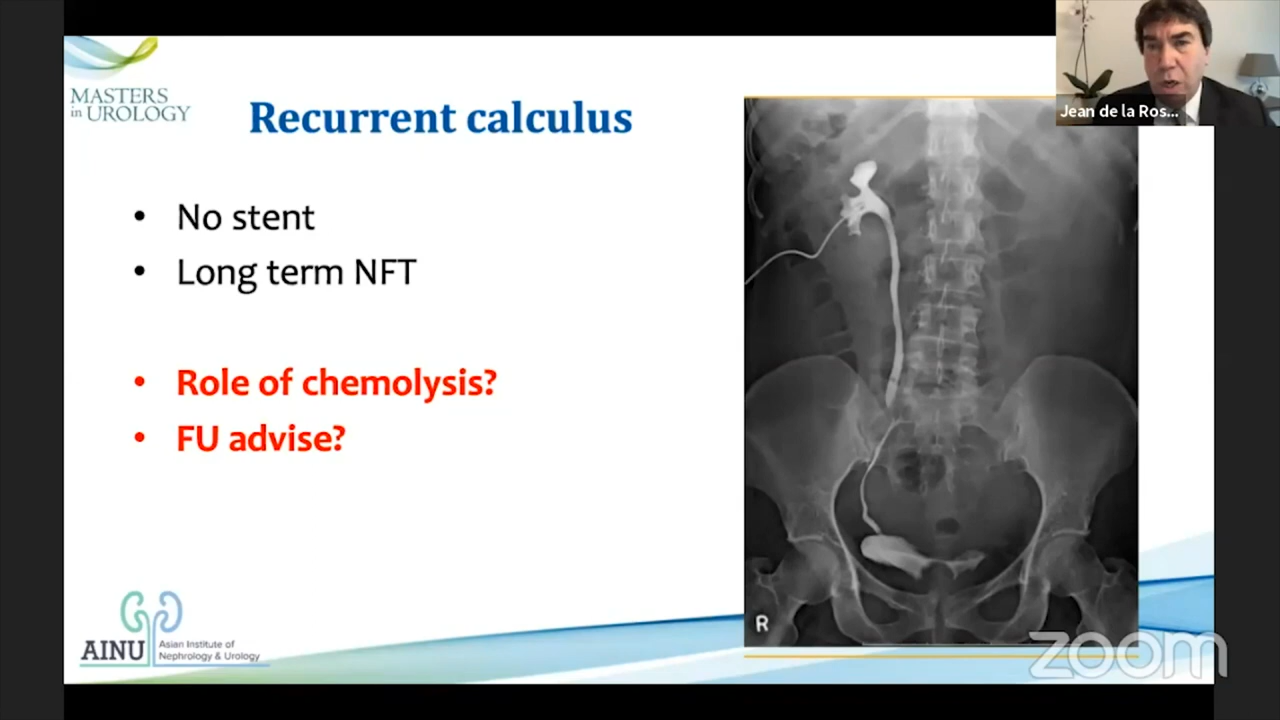 MASTERS
in UROLOGY
Recurrent calculus
Jean de la Ros...
• No stent
• Long term NFT
• Role of chemolysis?
• FU advise?
R
AINU
Asian Institute of
Nephrology & Urology
zoom